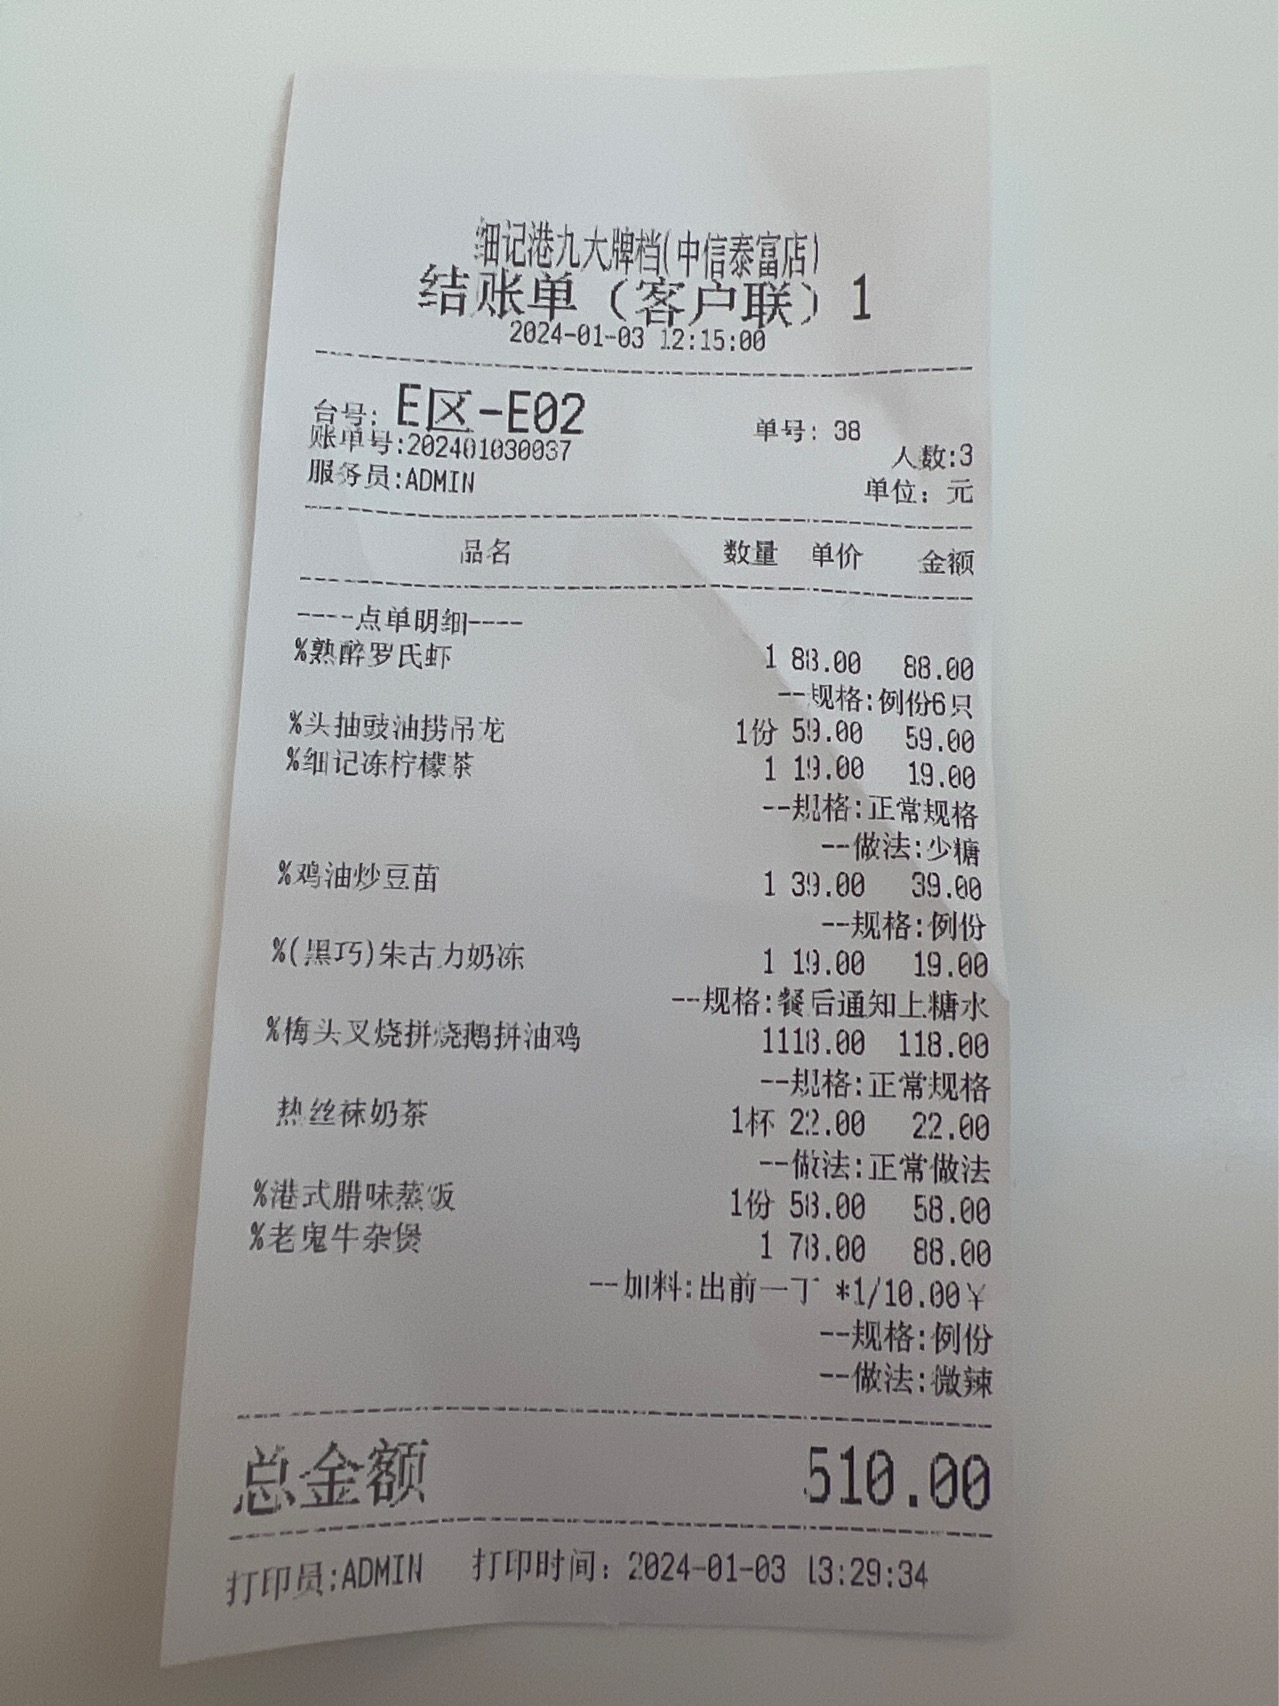 细记港九大牌档(中信泰富店)
结账单（客户联）1
2024-01-03 12:15:00
台号: E区-E02 单号: 38
账单号:202401030037 人数:3
服务员:ADMIN 单位: 元
品名 数量 单价 金额
----点单明细----
%熟醉罗氏虾 1 88.00 88.00
--规格:例份6只
%头抽豉油捞吊龙 1份 59.00 59.00
%细记冻柠檬茶 1 19.00 19.00
--规格:正常规格
--做法:少糖
%鸡油炒豆苗 1 39.00 39.00
--规格:例份
%(黑巧)朱古力奶冻 1 19.00 19.00
--规格:餐后通知上糖水
%梅头叉烧拼烧鹅拼油鸡 1118.00 118.00
--规格:正常规格
热丝袜奶茶 1杯 22.00 22.00
--做法:正常做法
%港式腊味蒸饭 1份 58.00 58.00
%老鬼牛杂煲 1 78.00 88.00
--加料:出前一丁 *1/10.00¥
--规格:例份
--做法:微辣
总金额 510.00
打印员:ADMIN 打印时间: 2024-01-03 13:29:34